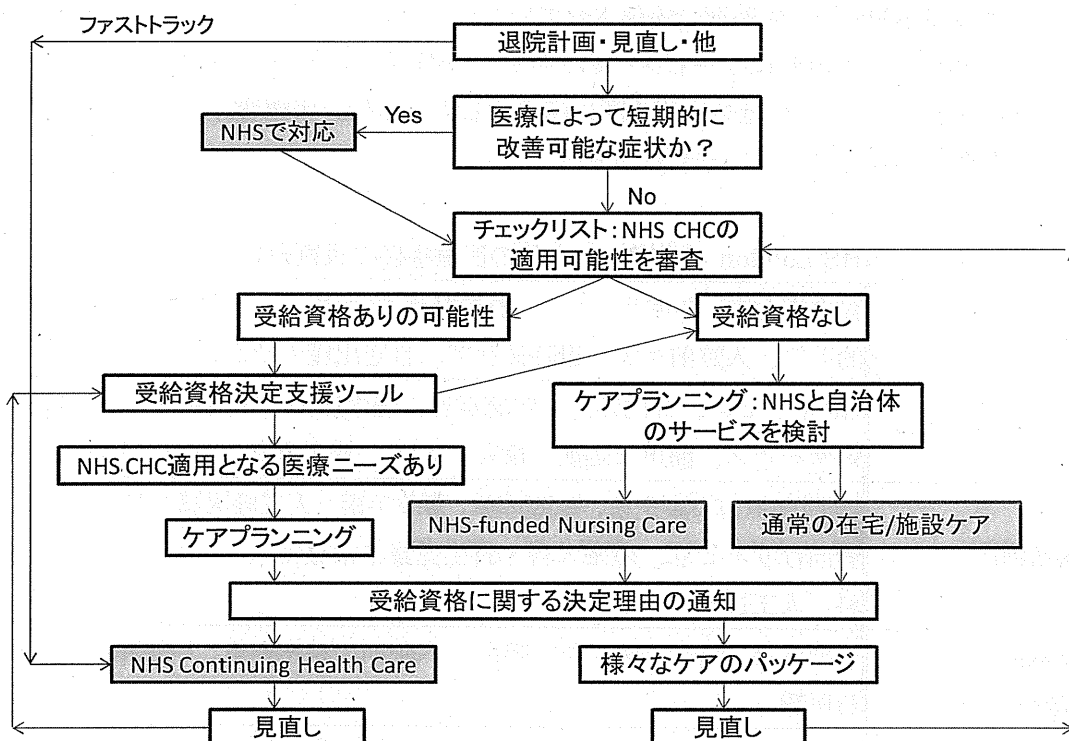 ファストトラック
退院計画・見直し・他
Yes
医療によって短期的に
改善可能な症状か？
NHSで対応
No
チェックリスト：NHS CHCの
適用可能性を審査
受給資格ありの可能性
受給資格なし
受給資格決定支援ツール
ケアプランニング：NHSと自治体
のサービスを検討
NHS CHC適用となる医療ニーズあり
NHS-funded Nursing Care
通常の在宅/施設ケア
ケアプランニング
受給資格に関する決定理由の通知
NHS Continuing Health Care
様々なケアのパッケージ
見直し
見直し